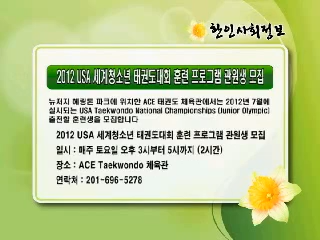 한인사회정보
2012 USA 세계청소년 태권도대회 훈련 프로그램 관원생 모집
뉴저지 해링톤 파크에 위치한 ACE 태권도 체육관에서는 2012년 7월에
실시되는 USA Taekwondo National Championships (Junior Olympic)
출전할 훈련생을 모집합니다
2012 USA 세계청소년 태권도대회 훈련 프로그램 관원생 모집
일시 : 매주 토요일 오후 3시부터 5시까지 (2시간)
장소 : ACE Taekwondo 체육관
연락처 : 201-696-5278